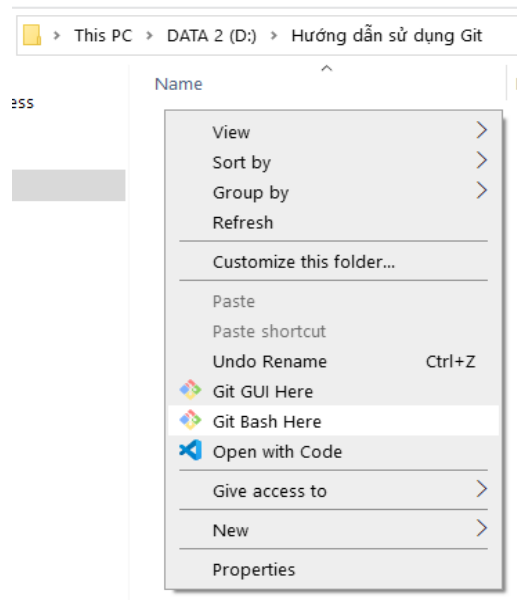 This PC > DATA 2 (D:) > Hướng dẫn sử dụng Git
Name
ess
View
Sort by
Group by
Refresh
Customize this folder...
Paste
Paste shortcut
Undo Rename Ctrl+Z
Git GUI Here
Git Bash Here
Open with Code
Give access to
New
Properties